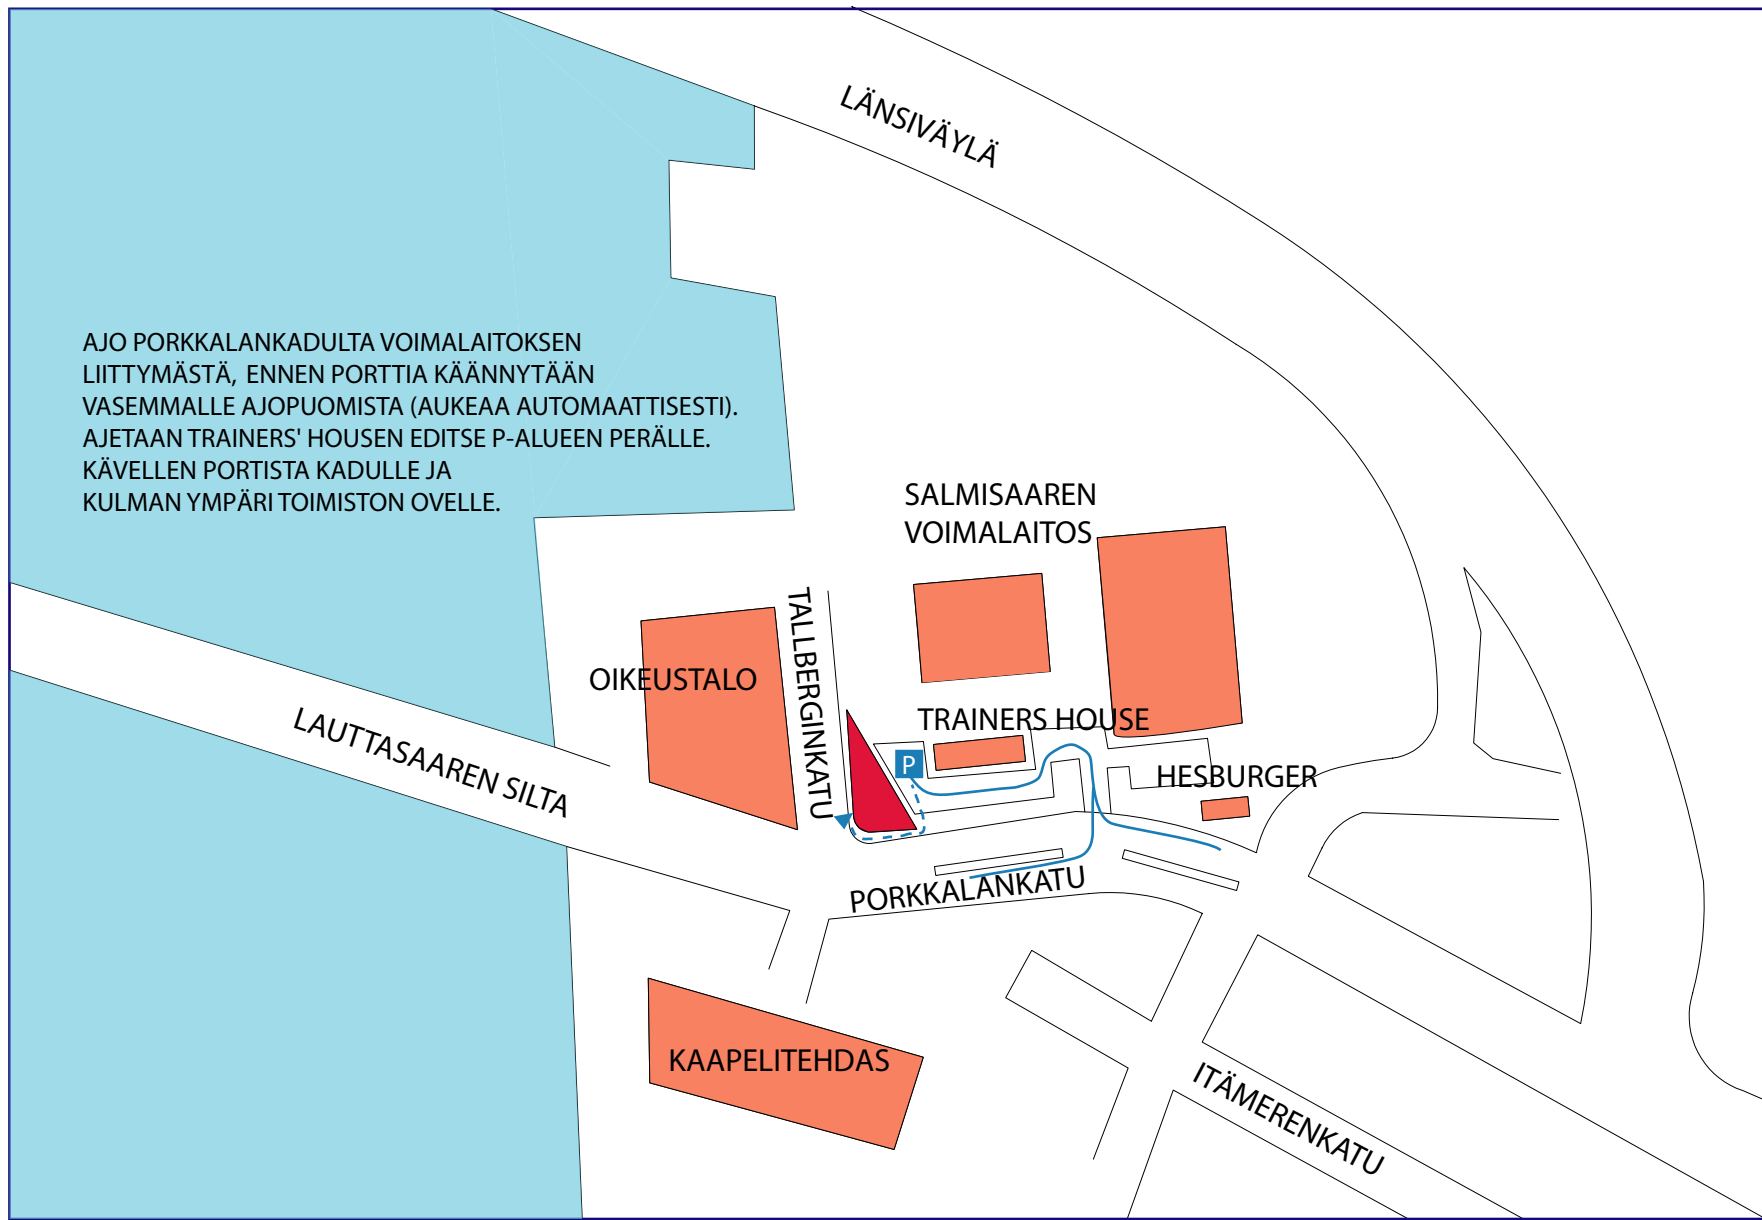 LÄNSIVÄYLÄ
AJO PORKKALANKADULTA VOIMALAITOKSEN
LIITTYMÄSTÄ, ENNEN PORTTIA KÄÄNNYTÄÄN
VASEMMALLE AJOPUOMISTA (AUKEAA AUTOMAATTISESTI).
AJETAAN TRAINERS' HOUSEN EDITSE P-ALUEEN PERÄLLE.
KÄVELLEN PORTISTA KADULLE JA
KULMAN YMPÄRI TOIMISTON OVELLE.
SALMISAAREN
VOIMALAITOS
TALLBERGINKATU
OIKEUSTALO
TRAINERS HOUSE
P
HESBURGER
LAUTTASAAREN SILTA
PORKKALANKATU
KAAPELITEHDAS
ITÄMERENKATU